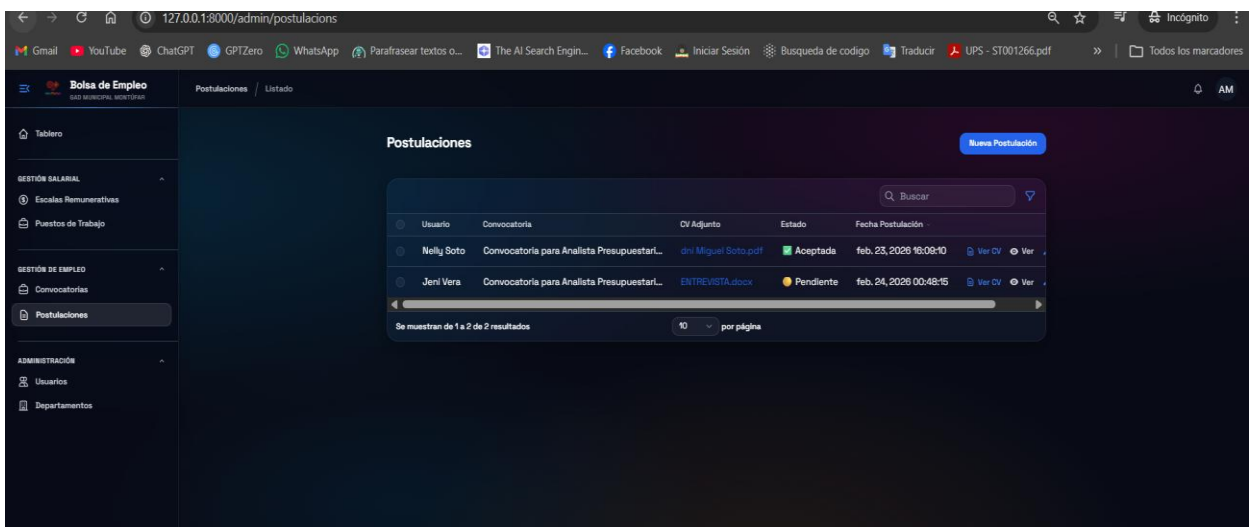 127.0.0.1:8000/admin/postulacions Incógnito
Gmail YouTube ChatGPT GPTZero WhatsApp Parafrasear textos o... The AI Search Engin... Facebook Iniciar Sesión Busqueda de codigo Traducir UPS - ST001266.pdf » Todos los marcadores
Bolsa de Empleo
GAD MUNICIPAL MONTÚFAR
Postulaciones / Listado
AM
Tablero
GESTIÓN SALARIAL
Escalas Remunerativas
Puestos de Trabajo
GESTIÓN DE EMPLEO
Convocatorias
Postulaciones
ADMINISTRACIÓN
Usuarios
Departamentos
Postulaciones
Nueva Postulación
Buscar
Usuario Convocatoria CV Adjunto Estado Fecha Postulación
Nelly Soto Convocatoria para Analista Presupuestari... dni Miguel Soto.pdf Aceptada feb. 23, 2026 16:09:10 Ver CV Ver
Jeni Vera Convocatoria para Analista Presupuestari... ENTREVISTA.docx Pendiente feb. 24, 2026 00:48:15 Ver CV Ver
Se muestran de 1 a 2 de 2 resultados
10 por página